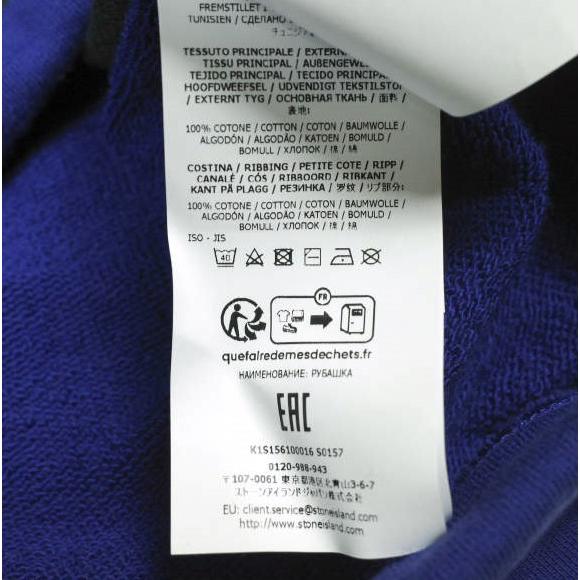 FREMSTILLET I
TUNISIEN / СДЕЛАНО
チュニジア
TESSUTO PRINCIPALE / EXTERN
TISSU PRINCIPAL / AUßENGEWE
TEJIDO PRINCIPAL / TECIDO PRINCIPA
HOOFDWEEFSEL / UDVENDIGT TEKSTILSTOF
/ EXTERNT TYG / ОСНОВНАЯ ТКАНЬ / 面料 /
表地:
100% COTONE / COTTON / COTON / BAUMWOLLE /
ALGODÓN / ALGODÃO / KATOEN / BOMULD /
BOMULL / ХЛОПОК / 棉 / 綿
COSTINA / RIBBING / PETITE COTE / RIPP /
CANALÉ / CÓS / RIBBOORD / RIBKANT /
KANT PÅ PLAGG / РЕЗИНКА / 罗纹 / リブ部分:
100% COTONE / COTTON / COTON / BAUMWOLLE /
ALGODÓN / ALGODÃO / KATOEN / BOMULD /
BOMULL / ХЛОПОК / 棉 / 綿
ISO - JIS
40
FR
quefairedemesdechets.fr
НАИМЕНОВАНИЕ: РУБАШКА
EAC
K1S156100016 S0157
0120-988-943
〒107-0061 東京都港区北青山3-6-7
ストーンアイランドジャパン株式会社
EU: client.service@stoneisland.com
http://www.stoneisland.com